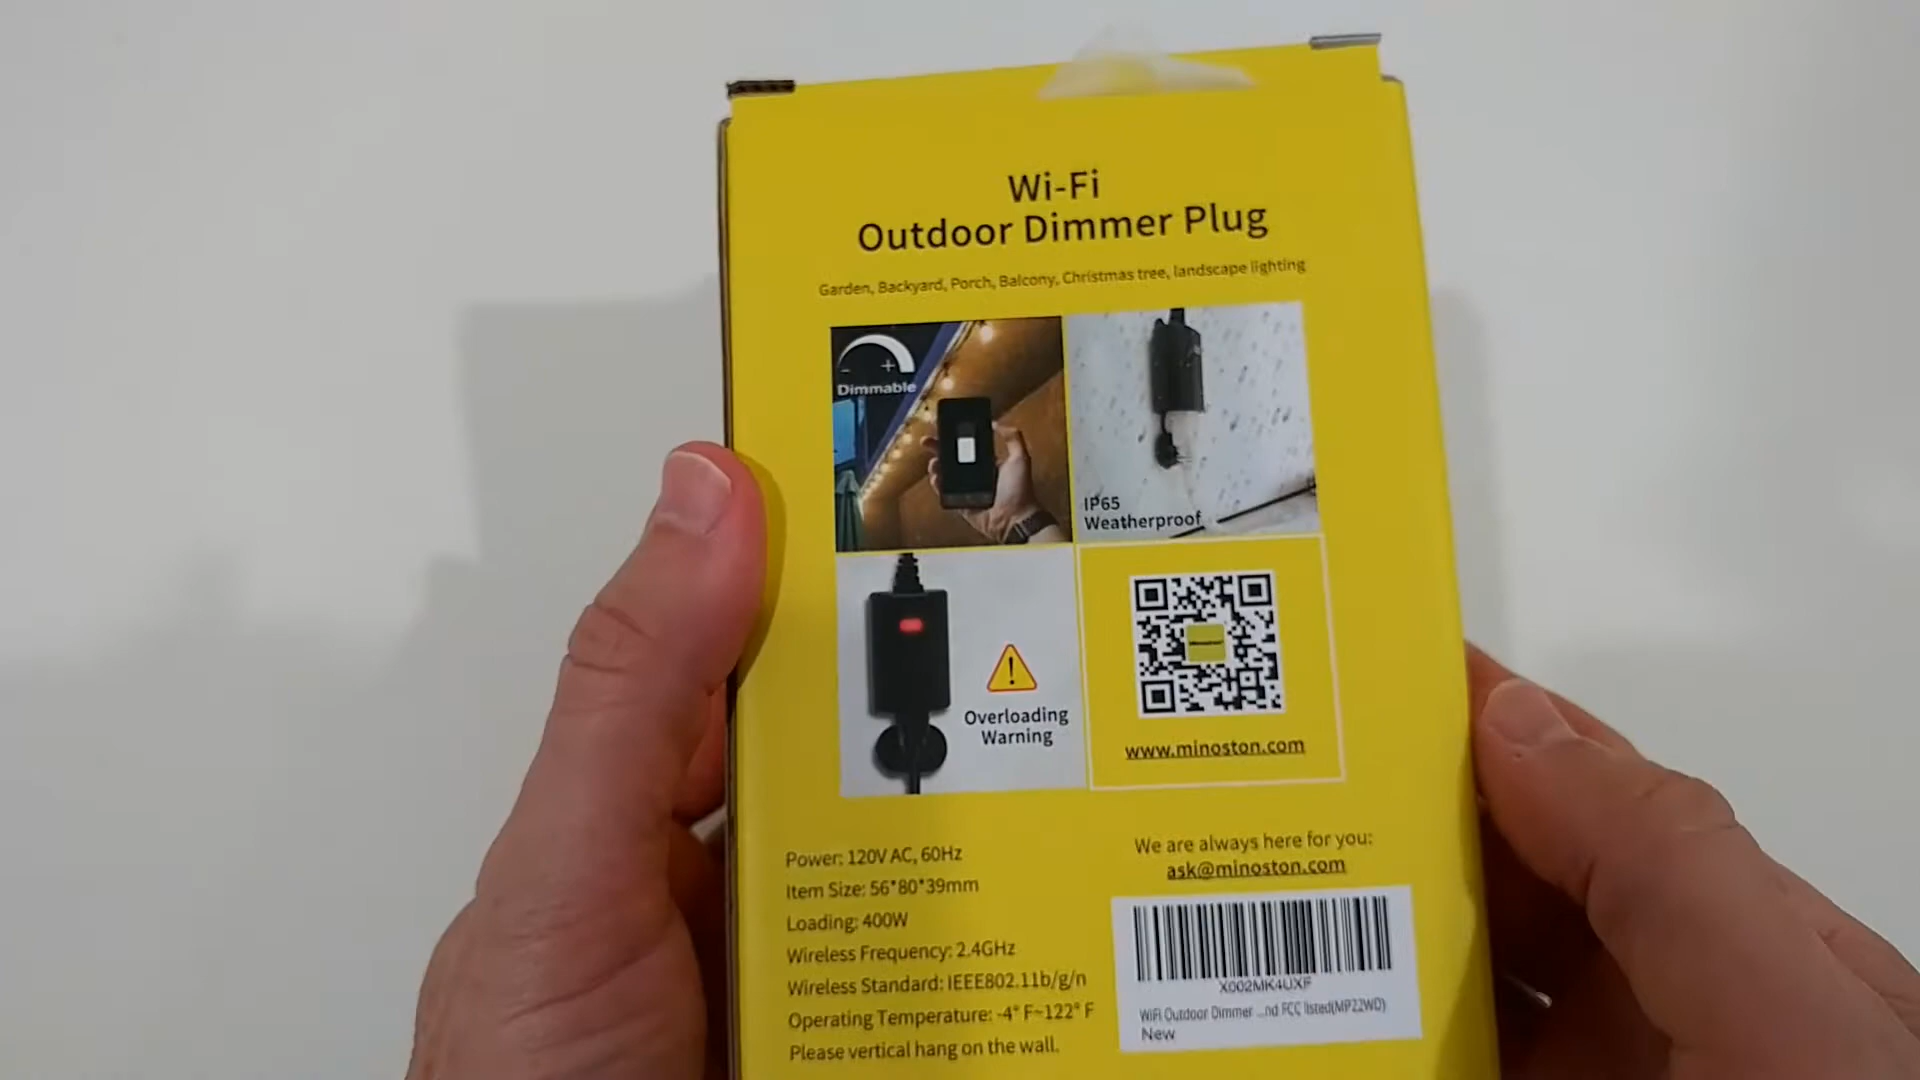 Wi-Fi
Outdoor Dimmer Plug
Garden, Backyard, Porch, Balcony, Christmas tree, landscape lighting
- +
Dimmable
IP65
Weatherproof
Overloading
Warning
www.minoston.com
Power: 120V AC, 60Hz
Item Size: 56*80*39mm
Loading: 400W
Wireless Frequency: 2.4GHz
Wireless Standard: IEEE802.11b/g/n
Operating Temperature: -4° F~122° F
Please vertical hang on the wall.
We are always here for you:
ask@minoston.com
X002MK4UXF
WiFi Outdoor Dimmer ...nd FCC listed(MP22WD)
New